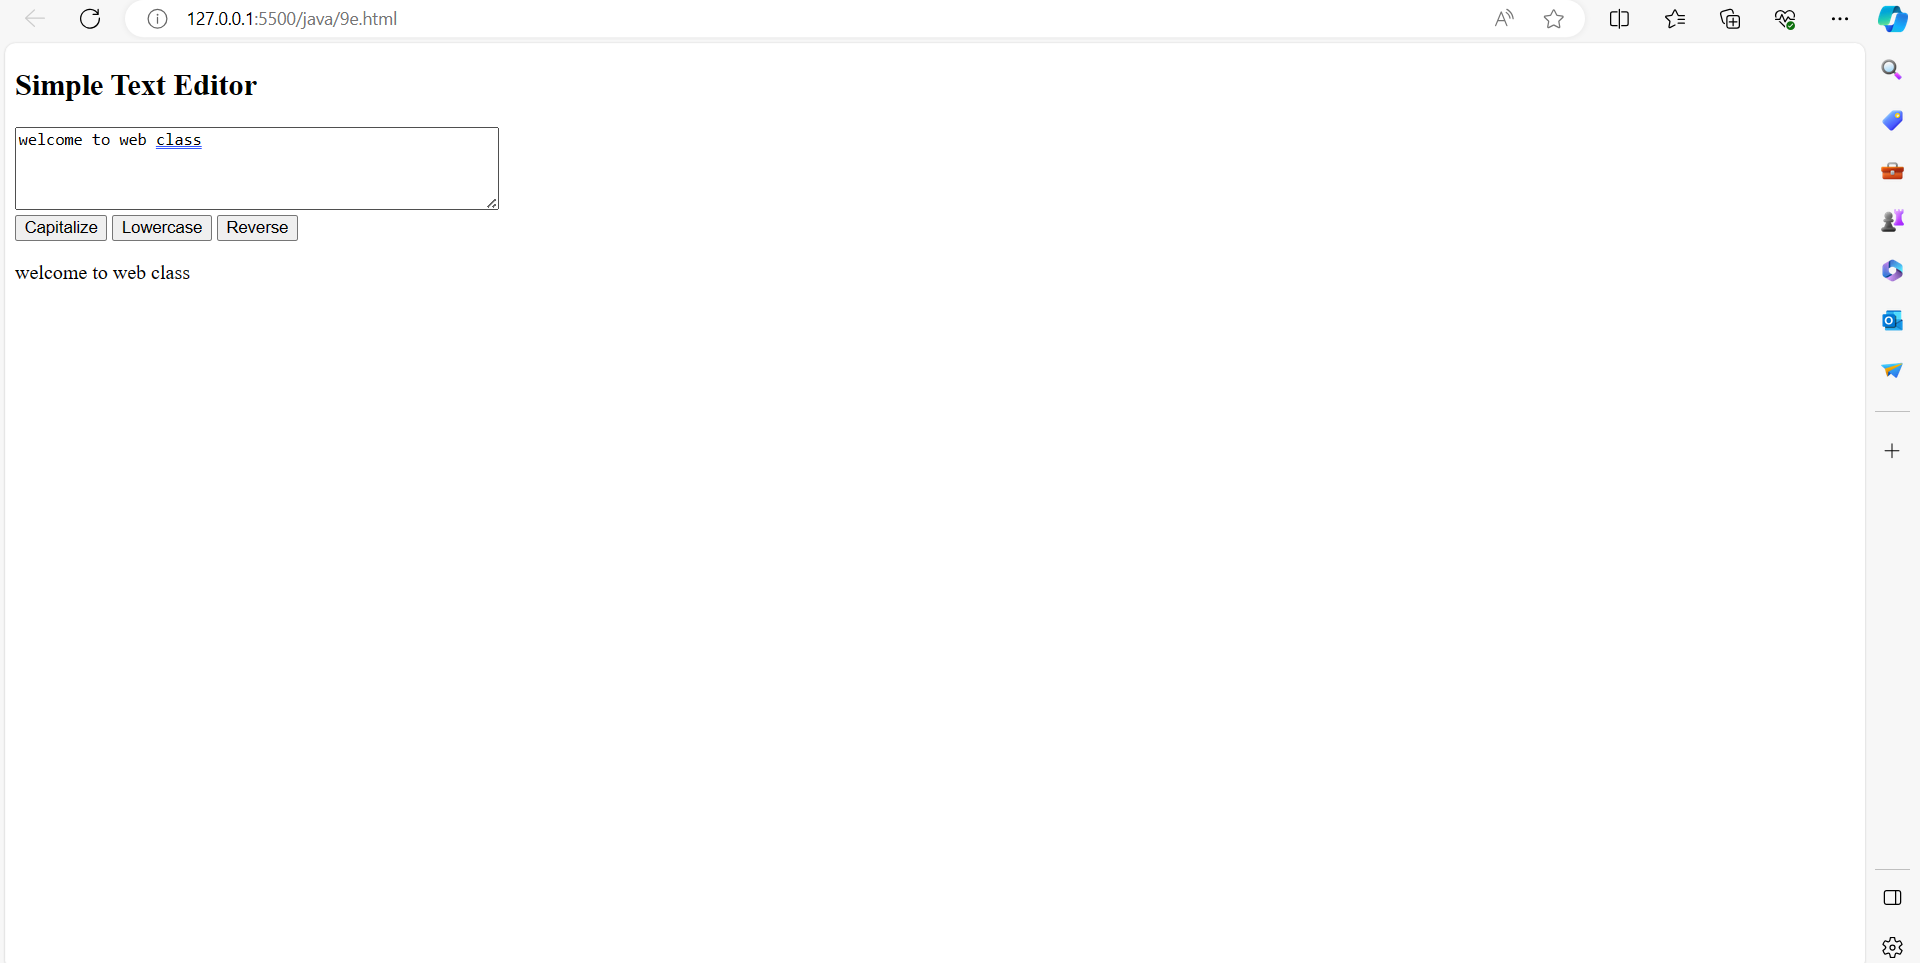 127.0.0.1:5500/java/9e.html
Simple Text Editor
welcome to web class
Capitalize Lowercase Reverse
welcome to web class